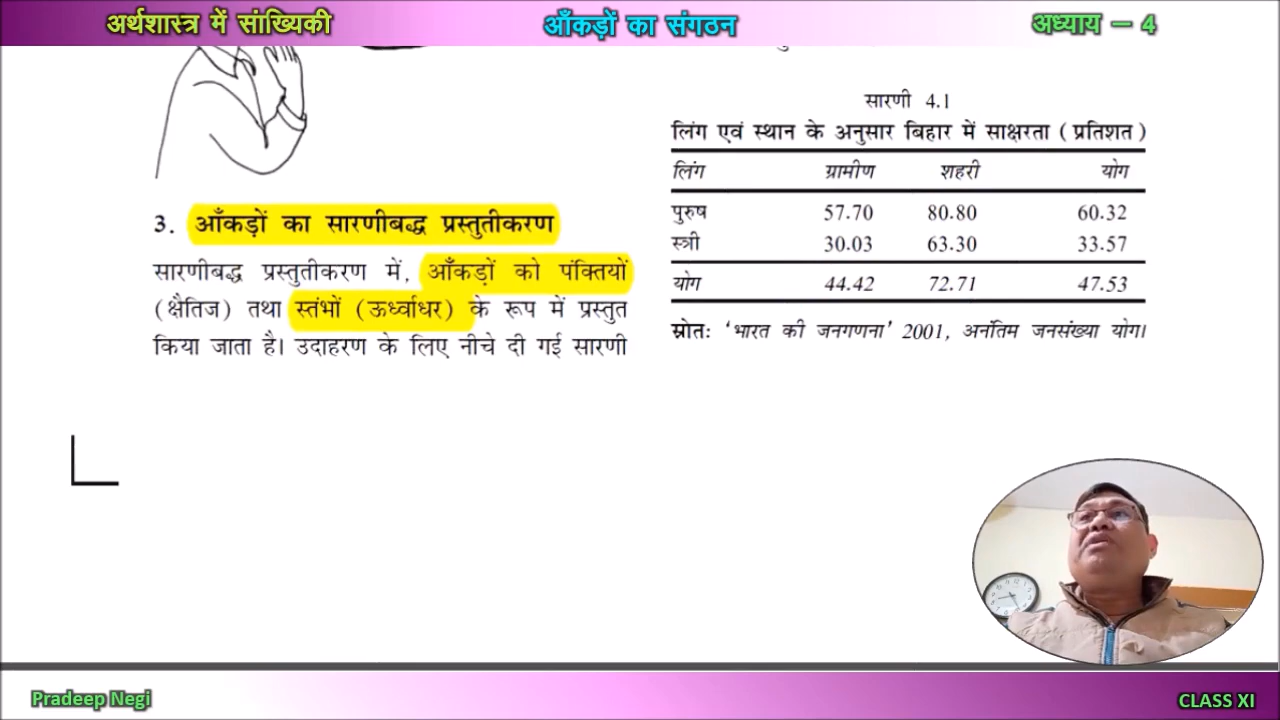 अर्थशास्त्र में सांख्यिकी
आँकड़ों का संगठन
अध्याय – 4
3. आँकड़ों का सारणीबद्ध प्रस्तुतीकरण
सारणीबद्ध प्रस्तुतीकरण में, आँकड़ों को पंक्तियों
(क्षैतिज) तथा स्तंभों (ऊर्ध्वाधर) के रूप में प्रस्तुत
किया जाता है। उदाहरण के लिए नीचे दी गई सारणी
सारणी 4.1
लिंग एवं स्थान के अनुसार बिहार में साक्षरता ( प्रतिशत )
लिंग ग्रामीण शहरी योग
पुरुष 57.70 80.80 60.32
स्त्री 30.03 63.30 33.57
योग 44.42 72.71 47.53
स्रोतः 'भारत की जनगणना' 2001, अनंतिम जनसंख्या योग।
Pradeep Negi
CLASS XI